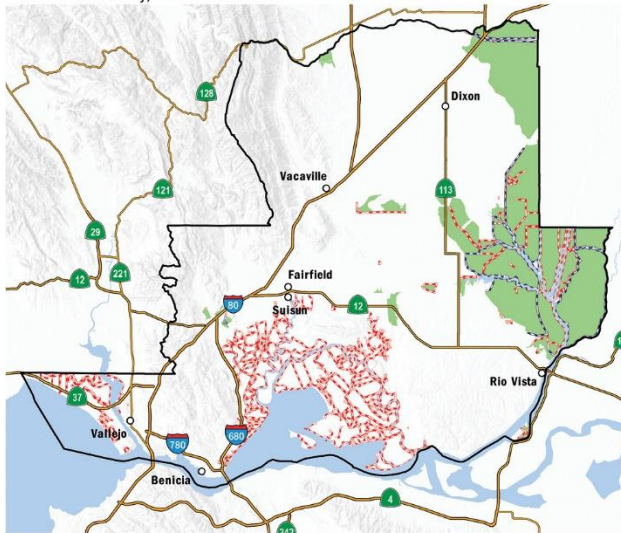 128
Dixon
Vacaville
121
113
29
12
221
Fairfield
80
Suisun
12
Rio Vista
37
Vallejo
780
680
Benicia
4